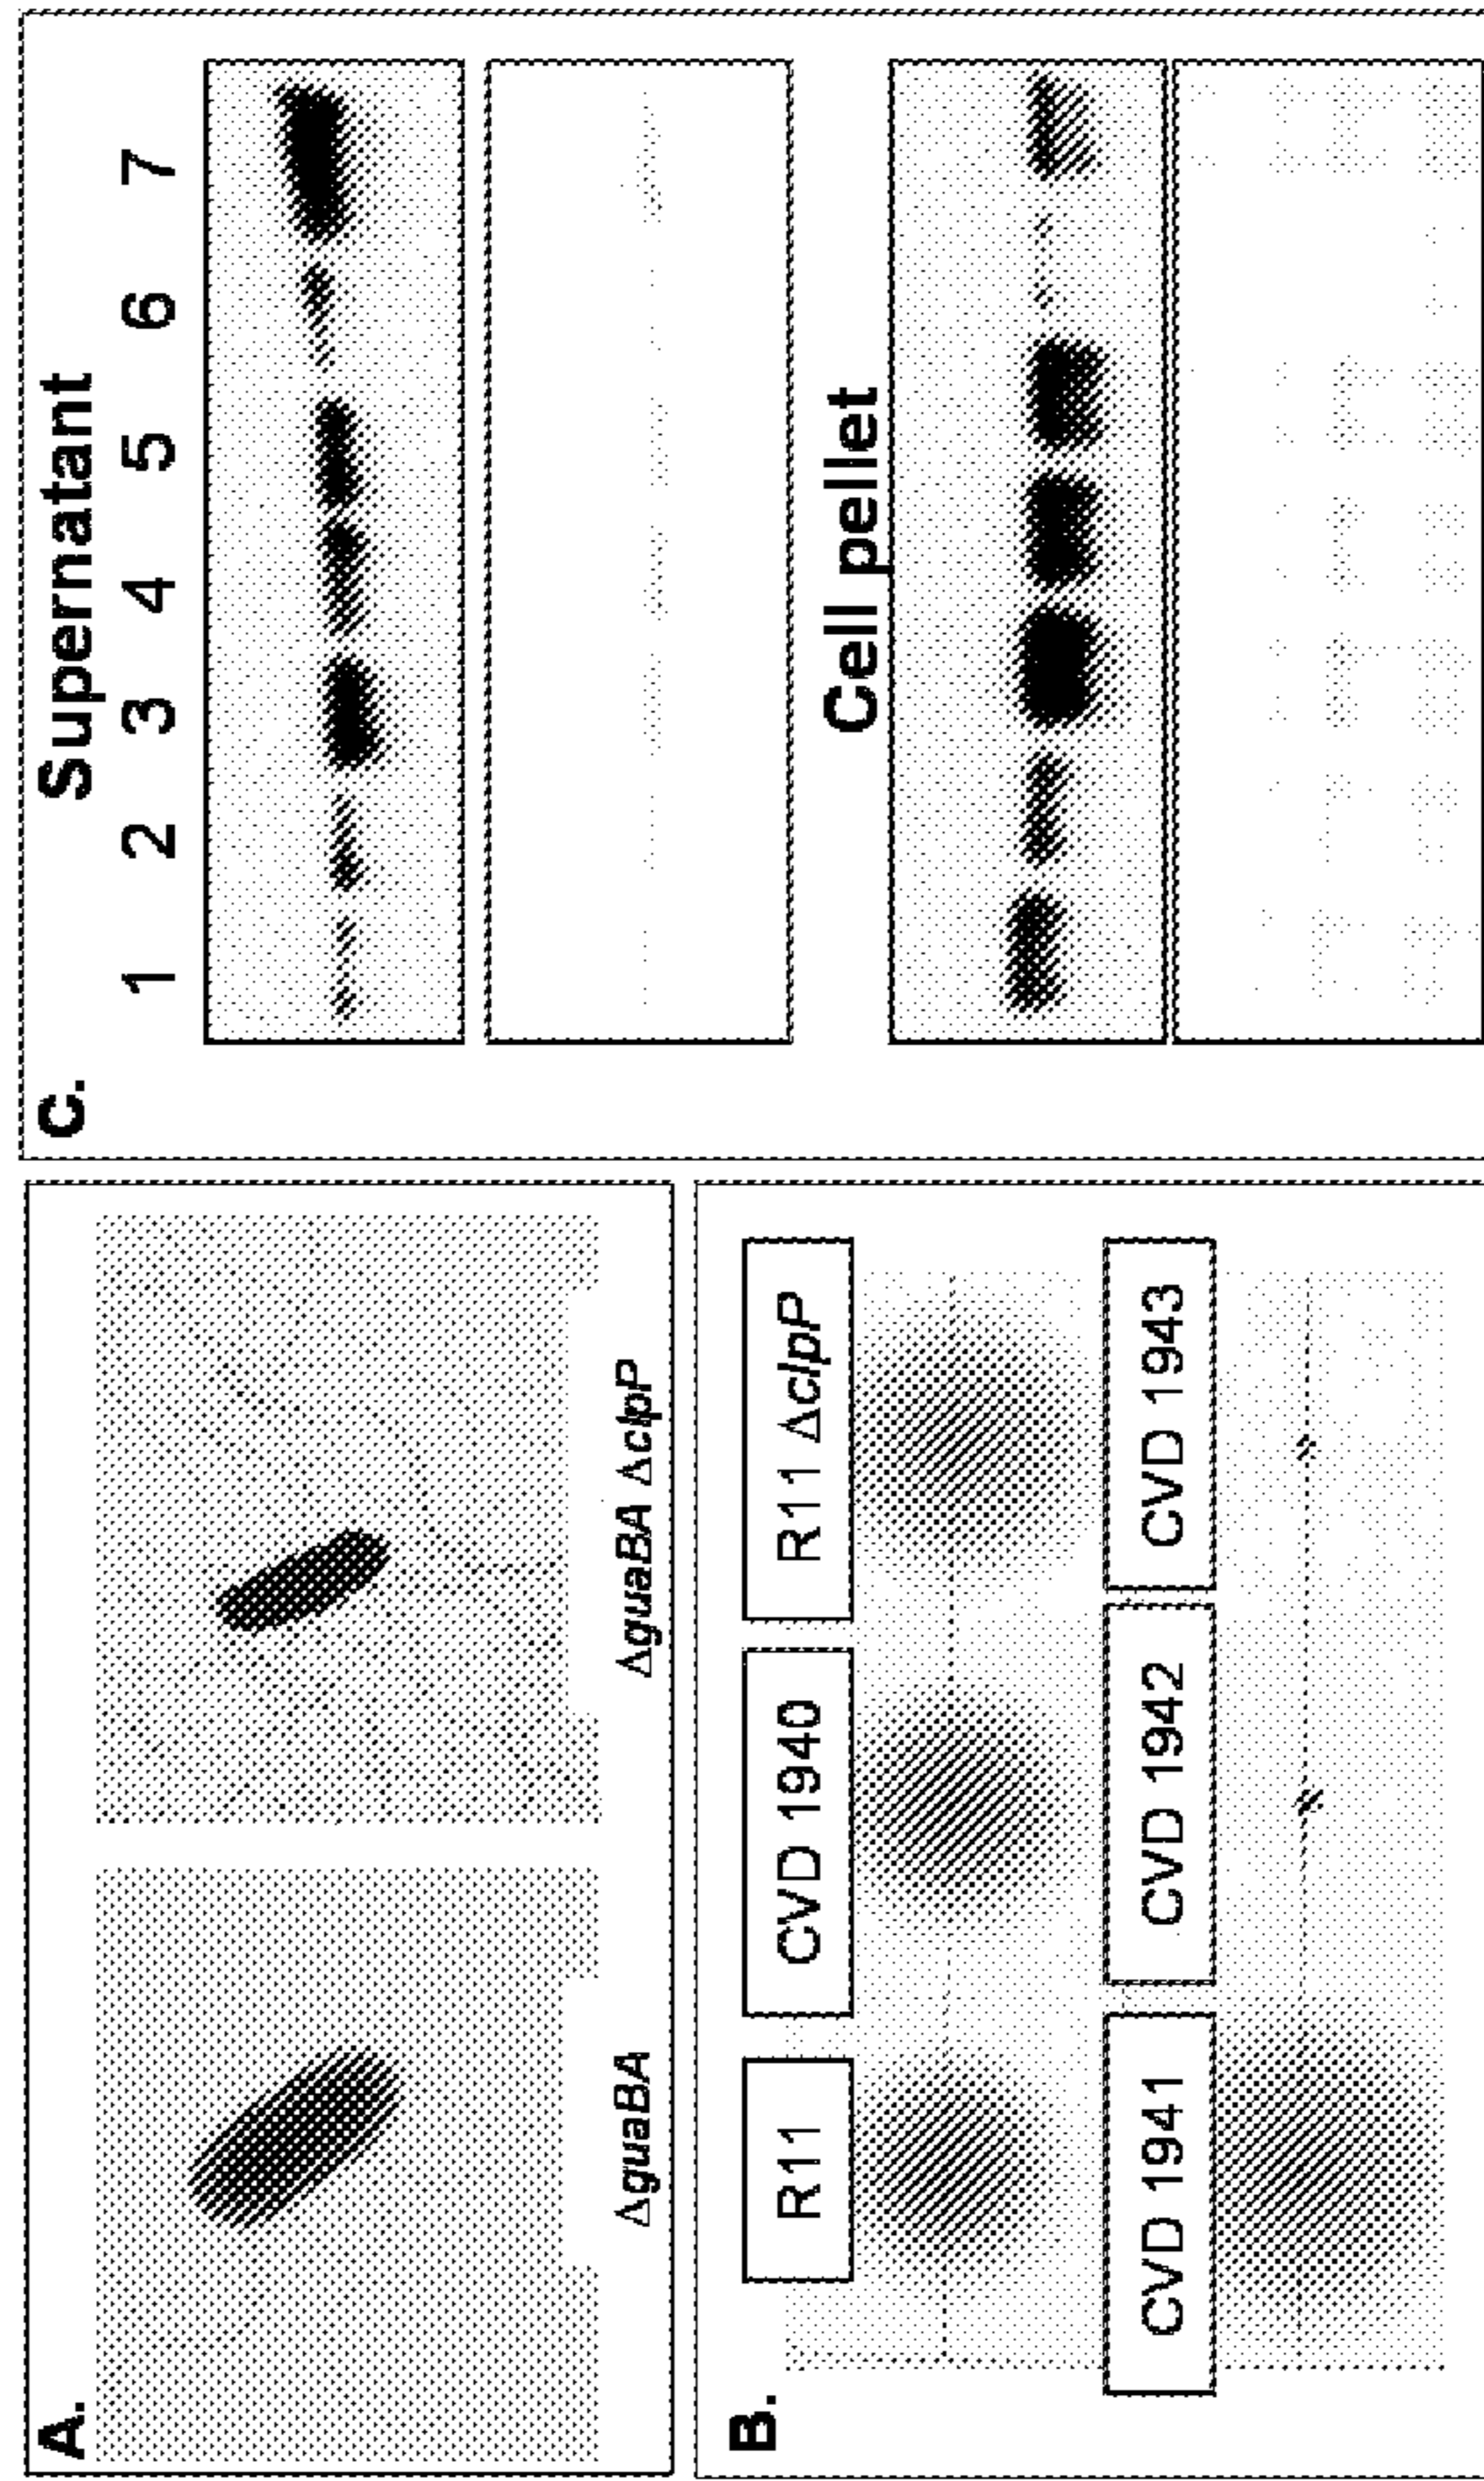 A.
ΔguaBA
ΔguaBA ΔclpP
B.
R11
CVD 1940
R11 ΔclpP
CVD 1941
CVD 1942
CVD 1943
C.
Supernatant
1 2 3 4 5 6 7
Cell pellet